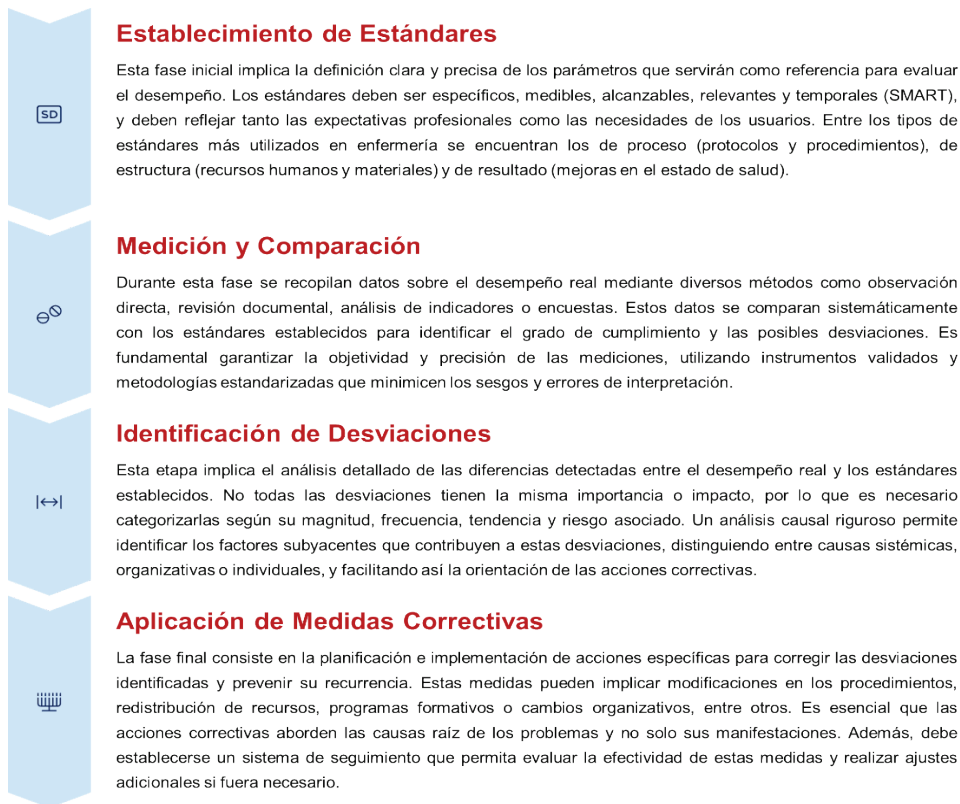 Establecimiento de Estándares
Esta fase inicial implica la definición clara y precisa de los parámetros que servirán como referencia para evaluar
el desempeño. Los estándares deben ser específicos, medibles, alcanzables, relevantes y temporales (SMART),
y deben reflejar tanto las expectativas profesionales como las necesidades de los usuarios. Entre los tipos de
estándares más utilizados en enfermería se encuentran los de proceso (protocolos y procedimientos), de
estructura (recursos humanos y materiales) y de resultado (mejoras en el estado de salud).
SD
Medición y Comparación
Durante esta fase se recopilan datos sobre el desempeño real mediante diversos métodos como observación
directa, revisión documental, análisis de indicadores o encuestas. Estos datos se comparan sistemáticamente
con los estándares establecidos para identificar el grado de cumplimiento y las posibles desviaciones. Es
fundamental garantizar la objetividad y precisión de las mediciones, utilizando instrumentos validados y
metodologías estandarizadas que minimicen los sesgos y errores de interpretación.
Identificación de Desviaciones
Esta etapa implica el análisis detallado de las diferencias detectadas entre el desempeño real y los estándares
establecidos. No todas las desviaciones tienen la misma importancia o impacto, por lo que es necesario
categorizarlas según su magnitud, frecuencia, tendencia y riesgo asociado. Un análisis causal riguroso permite
identificar los factores subyacentes que contribuyen a estas desviaciones, distinguiendo entre causas sistémicas,
organizativas o individuales, y facilitando así la orientación de las acciones correctivas.
Aplicación de Medidas Correctivas
La fase final consiste en la planificación e implementación de acciones específicas para corregir las desviaciones
identificadas y prevenir su recurrencia. Estas medidas pueden implicar modificaciones en los procedimientos,
redistribución de recursos, programas formativos o cambios organizativos, entre otros. Es esencial que las
acciones correctivas aborden las causas raíz de los problemas y no solo sus manifestaciones. Además, debe
establecerse un sistema de seguimiento que permita evaluar la efectividad de estas medidas y realizar ajustes
adicionales si fuera necesario.